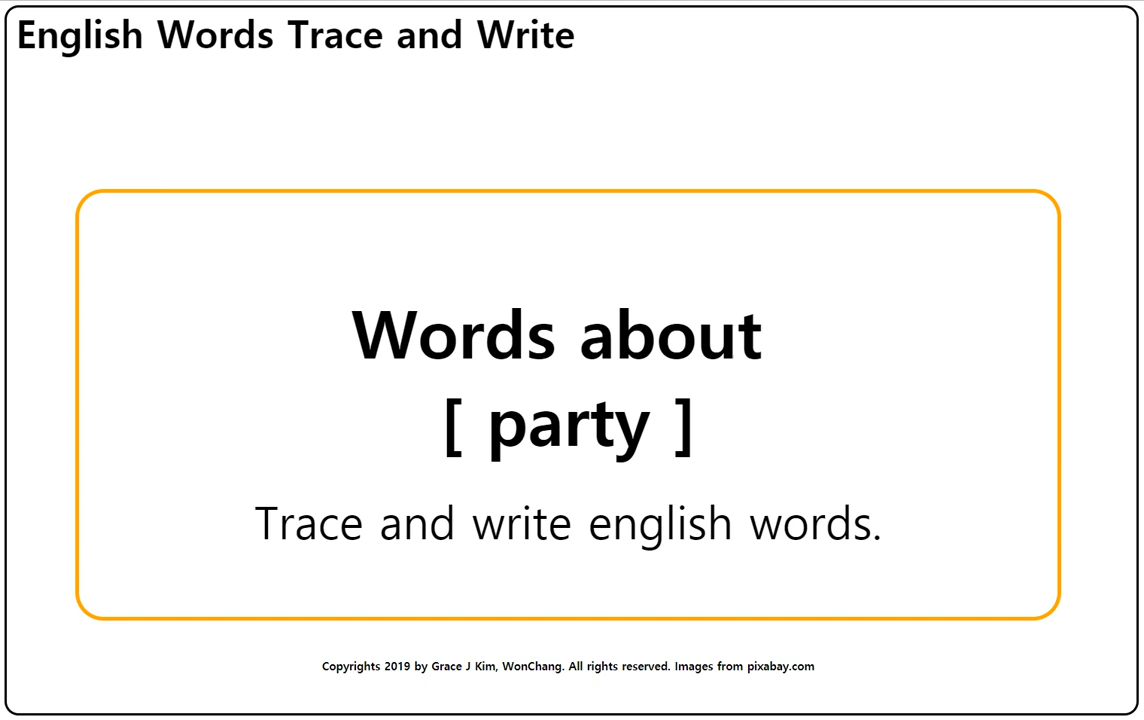 English Words Trace and Write
Words about
[ party ]
Trace and write english words.
Copyrights 2019 by Grace J Kim, WonChang. All rights reserved. Images from pixabay.com